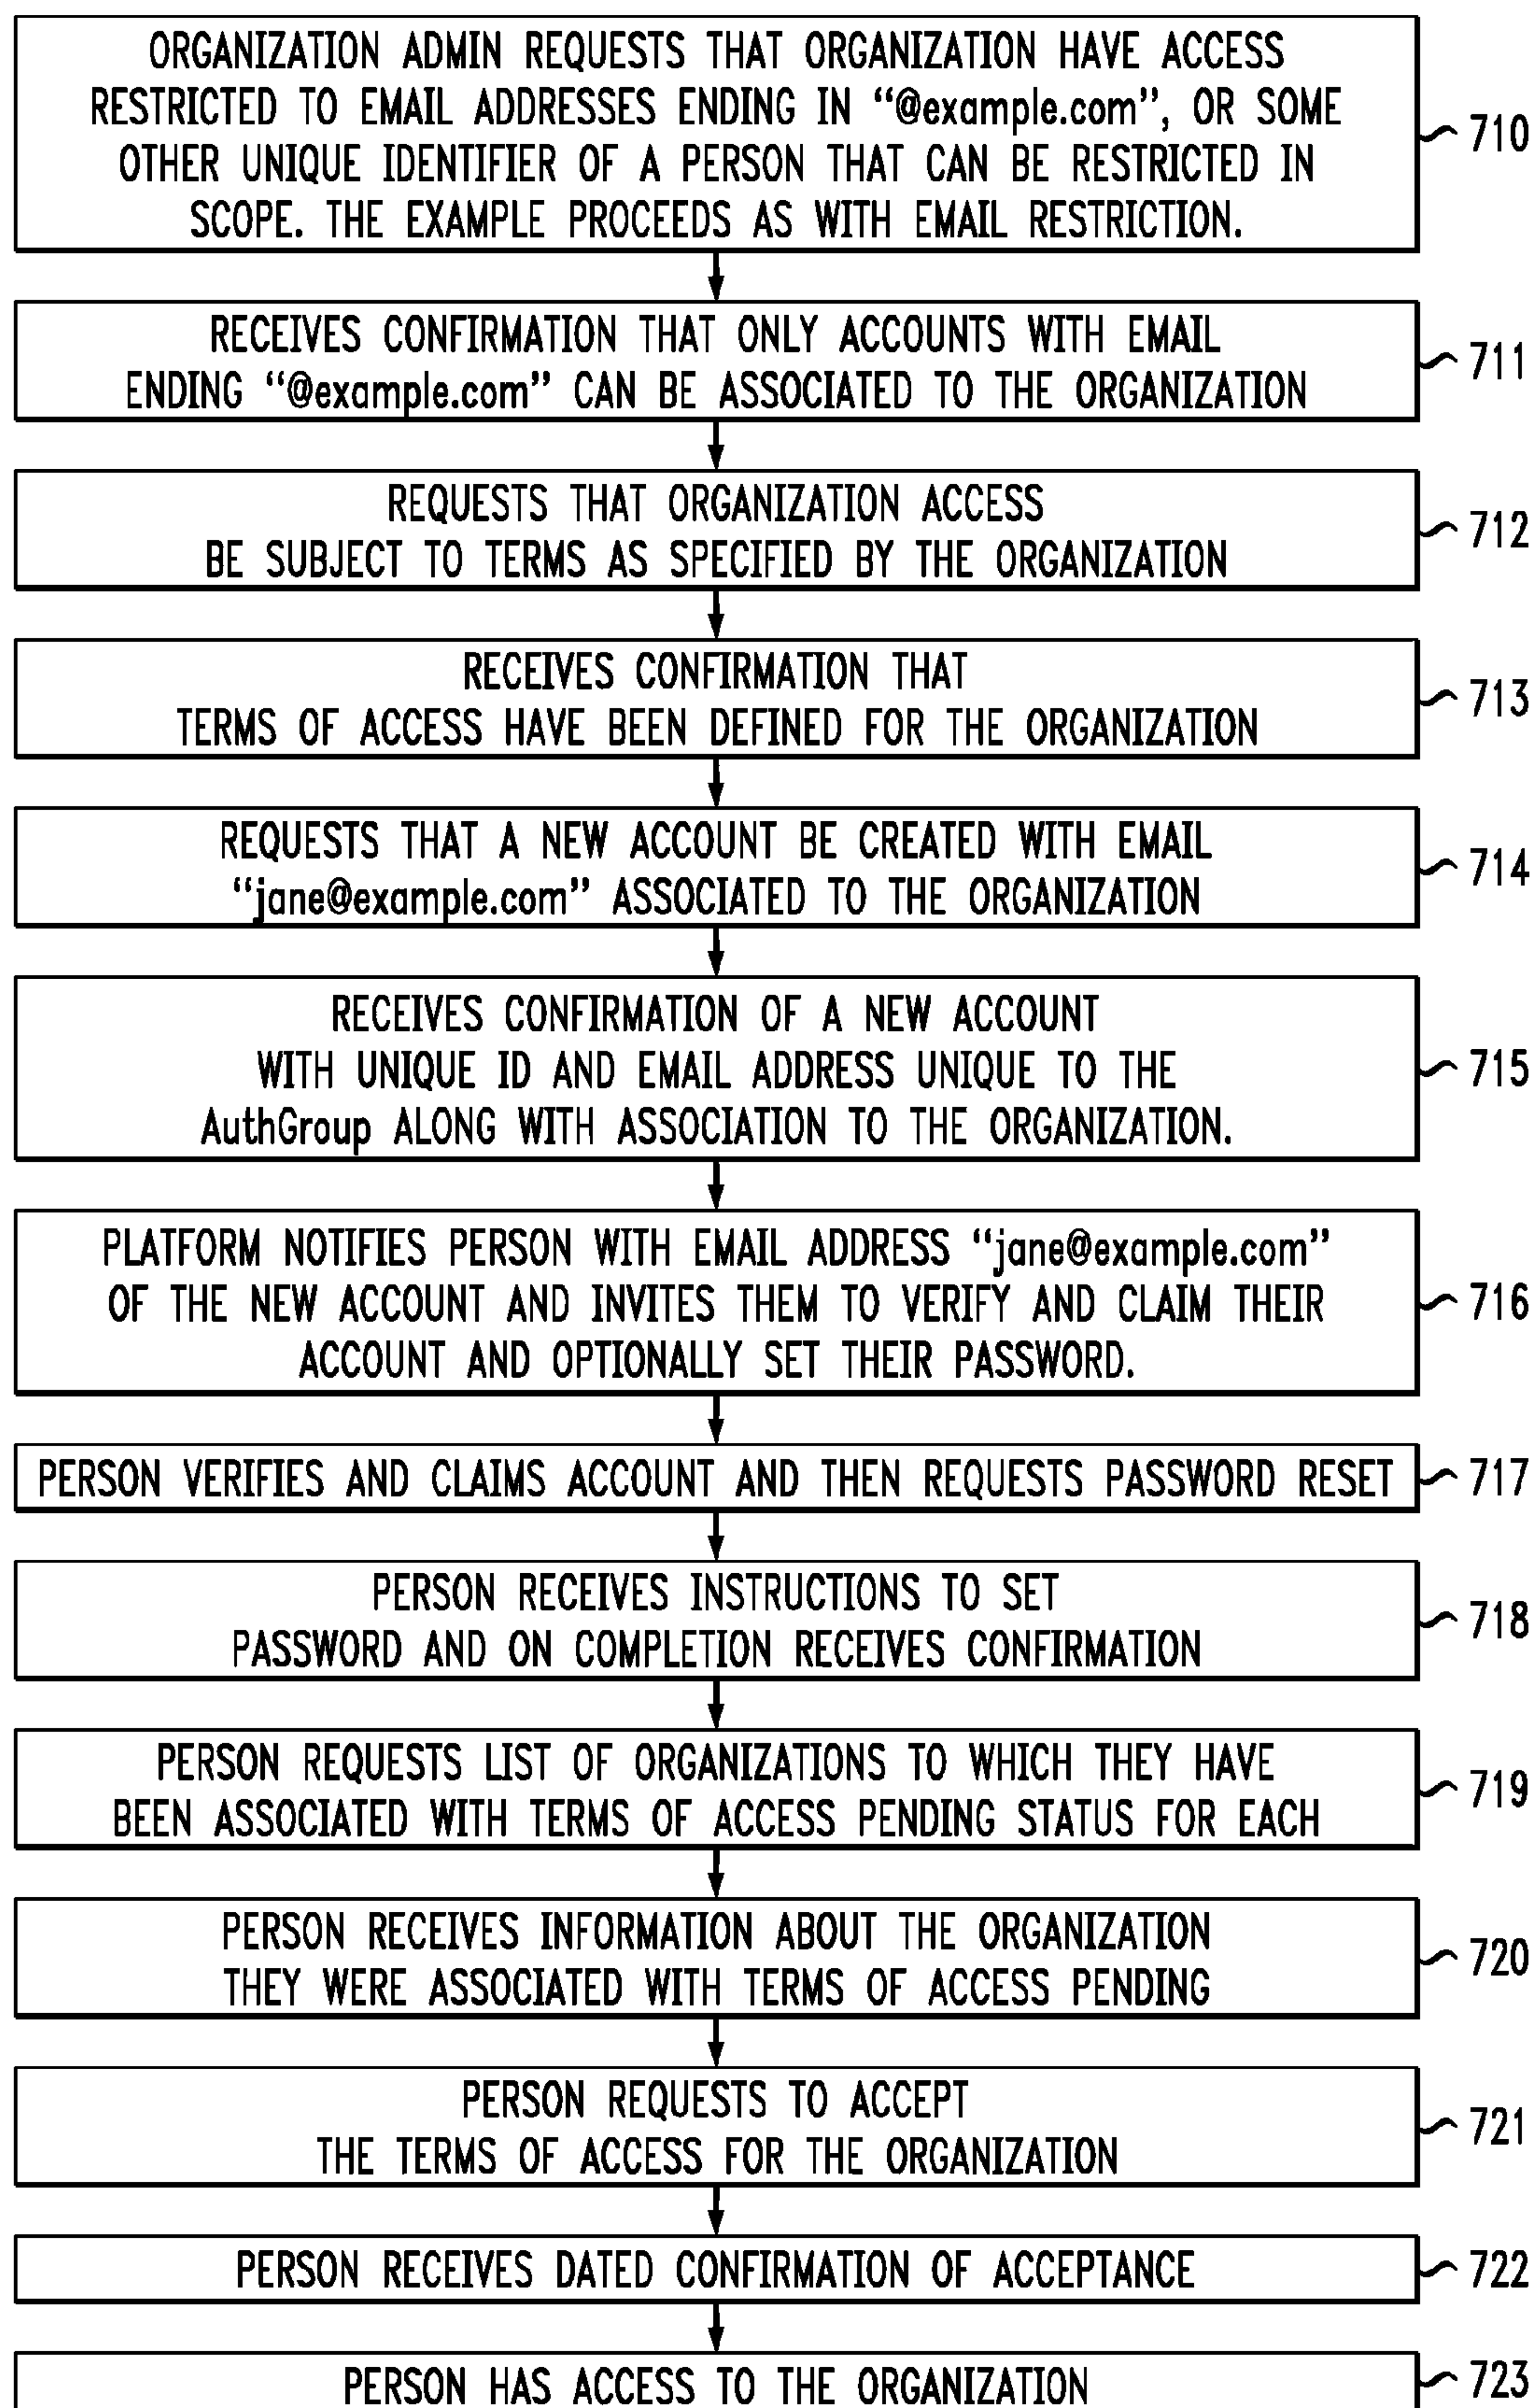 ORGANIZATION ADMIN REQUESTS THAT ORGANIZATION HAVE ACCESS
RESTRICTED TO EMAIL ADDRESSES ENDING IN “@example.com”, OR SOME
OTHER UNIQUE IDENTIFIER OF A PERSON THAT CAN BE RESTRICTED IN
SCOPE. THE EXAMPLE PROCEEDS AS WITH EMAIL RESTRICTION.
710
RECEIVES CONFIRMATION THAT ONLY ACCOUNTS WITH EMAIL
ENDING “@example.com” CAN BE ASSOCIATED TO THE ORGANIZATION
711
REQUESTS THAT ORGANIZATION ACCESS
BE SUBJECT TO TERMS AS SPECIFIED BY THE ORGANIZATION
712
RECEIVES CONFIRMATION THAT
TERMS OF ACCESS HAVE BEEN DEFINED FOR THE ORGANIZATION
713
REQUESTS THAT A NEW ACCOUNT BE CREATED WITH EMAIL
“jane@example.com” ASSOCIATED TO THE ORGANIZATION
714
RECEIVES CONFIRMATION OF A NEW ACCOUNT
WITH UNIQUE ID AND EMAIL ADDRESS UNIQUE TO THE
AuthGroup ALONG WITH ASSOCIATION TO THE ORGANIZATION.
715
PLATFORM NOTIFIES PERSON WITH EMAIL ADDRESS “jane@example.com”
OF THE NEW ACCOUNT AND INVITES THEM TO VERIFY AND CLAIM THEIR
ACCOUNT AND OPTIONALLY SET THEIR PASSWORD.
716
PERSON VERIFIES AND CLAIMS ACCOUNT AND THEN REQUESTS PASSWORD RESET
717
PERSON RECEIVES INSTRUCTIONS TO SET
PASSWORD AND ON COMPLETION RECEIVES CONFIRMATION
718
PERSON REQUESTS LIST OF ORGANIZATIONS TO WHICH THEY HAVE
BEEN ASSOCIATED WITH TERMS OF ACCESS PENDING STATUS FOR EACH
719
PERSON RECEIVES INFORMATION ABOUT THE ORGANIZATION
THEY WERE ASSOCIATED WITH TERMS OF ACCESS PENDING
720
PERSON REQUESTS TO ACCEPT
THE TERMS OF ACCESS FOR THE ORGANIZATION
721
PERSON RECEIVES DATED CONFIRMATION OF ACCEPTANCE
722
PERSON HAS ACCESS TO THE ORGANIZATION
723